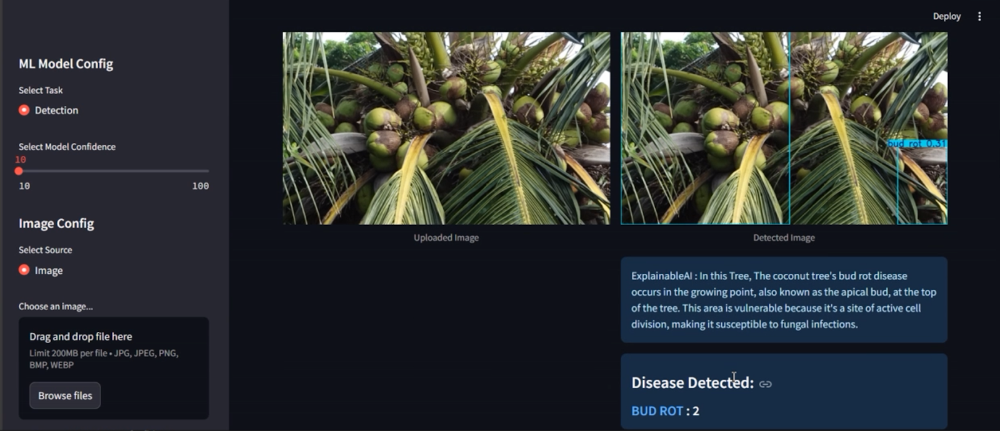 Deploy
ML Model Config
Select Task
Detection
Select Model Confidence
10
10 100
Image Config
Select Source
Image
Choose an image...
Drag and drop file here
Limit 200MB per file • JPG, JPEG, PNG,
BMP, WEBP
Browse files
Uploaded Image
bud rot 0.31
Detected Image
ExplainableAI : In this Tree, The coconut tree's bud rot disease
occurs in the growing point, also known as the apical bud, at the top
of the tree. This area is vulnerable because it's a site of active cell
division, making it susceptible to fungal infections.
Disease Detected:
BUD ROT : 2